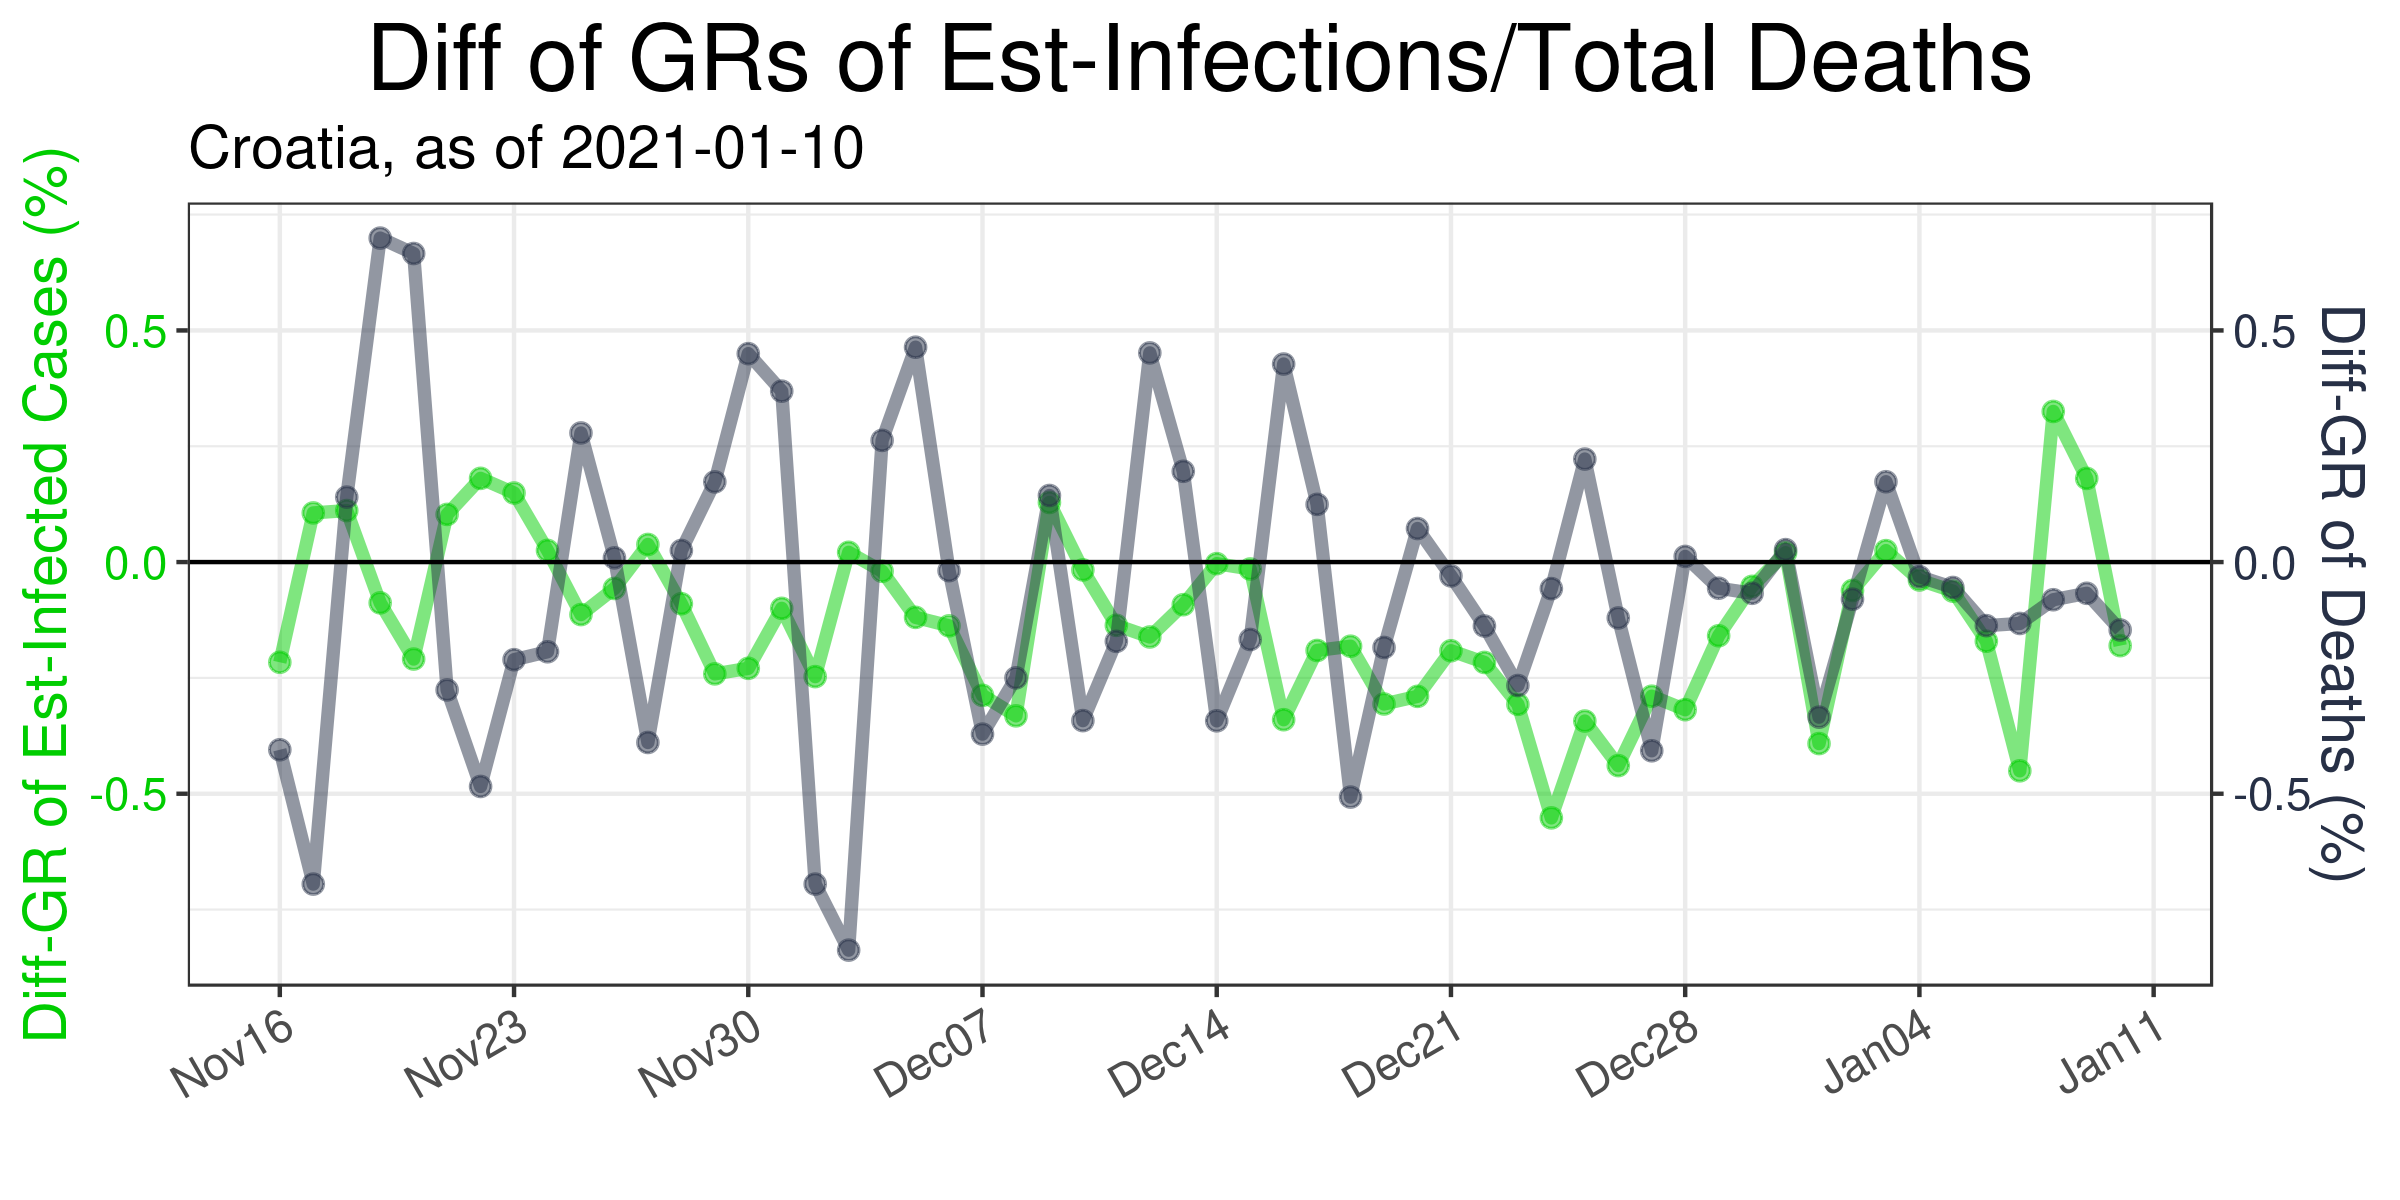 Diff of GRs of Est-Infections/Total Deaths
Croatia, as of 2021-01-10
Diff-GR of Est-Infected Cases (%)
0.5
0.0
-0.5
0.5
0.0
-0.5
Diff-GR of Deaths (%)
Nov16
Nov23
Nov30
Dec07
Dec14
Dec21
Dec28
Jan04
Jan11